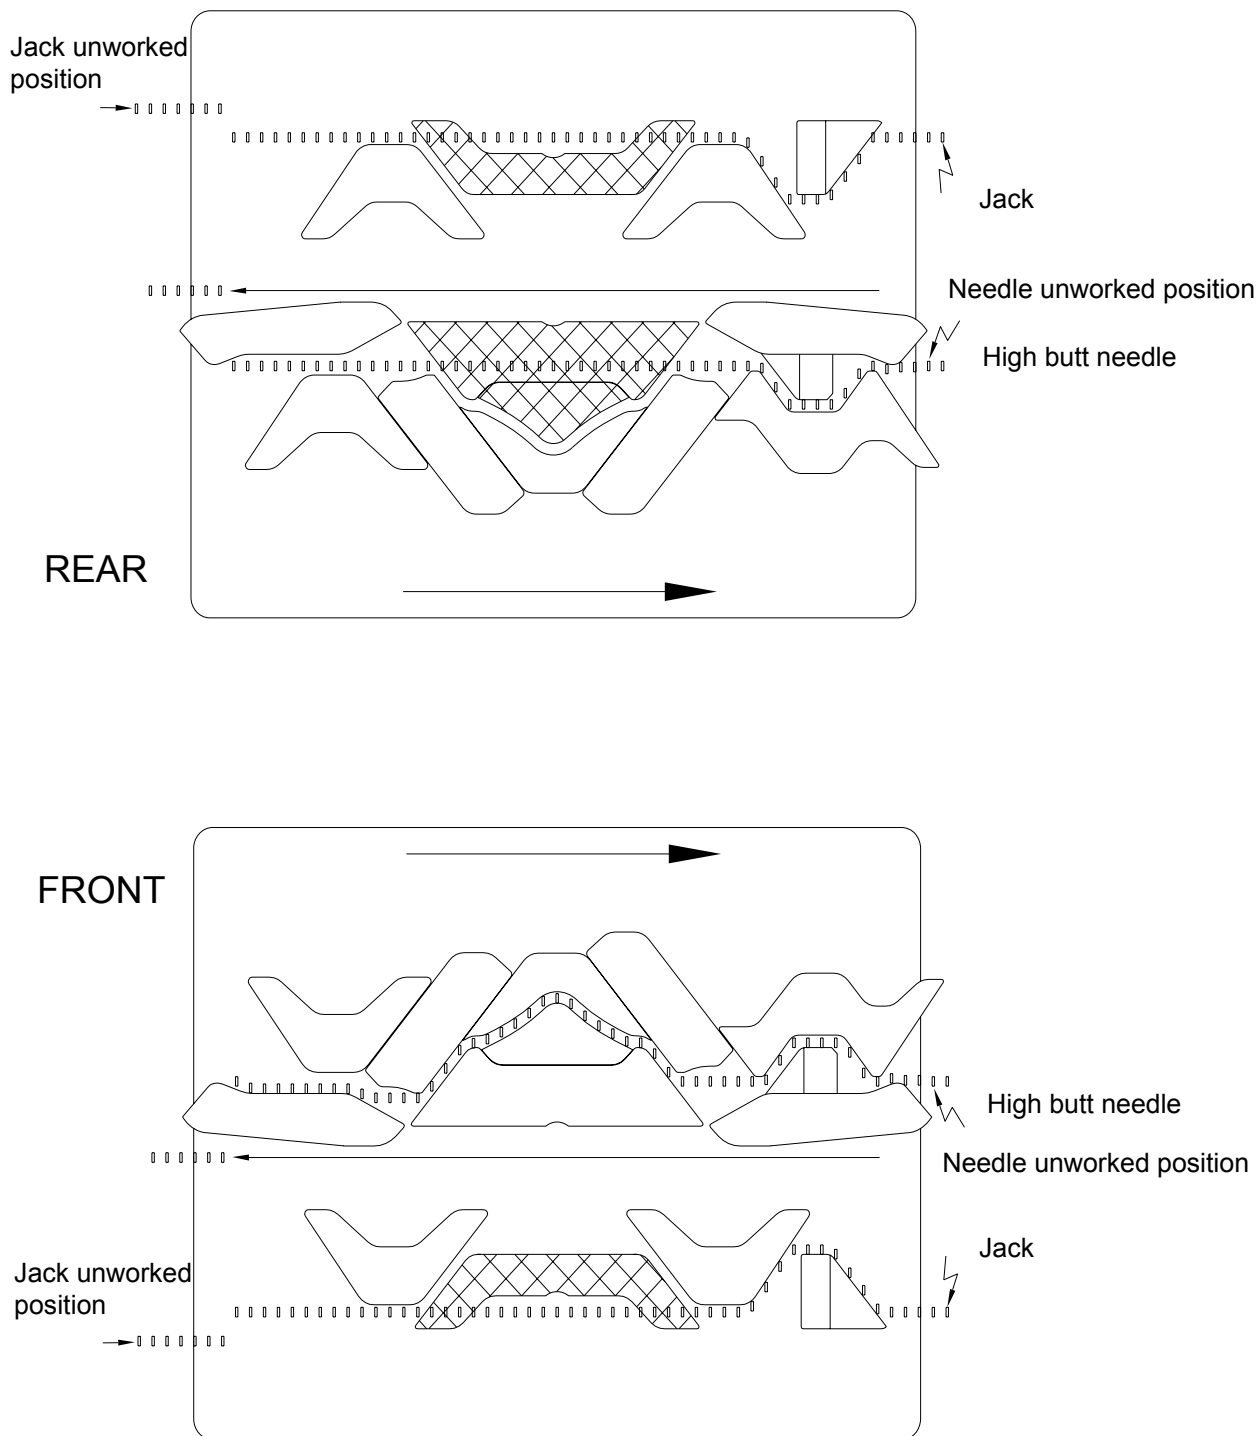 Jack unworked
position
Jack
Needle unworked position
High butt needle
REAR
FRONT
High butt needle
Needle unworked position
Jack
Jack unworked
position